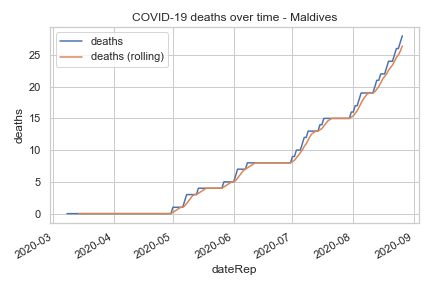 COVID-19 deaths over time - Maldives
deaths
deaths (rolling)
deaths
25
20
15
10
5
0
2020-03
2020-04
2020-05
2020-06
2020-07
2020-08
2020-09
dateRep